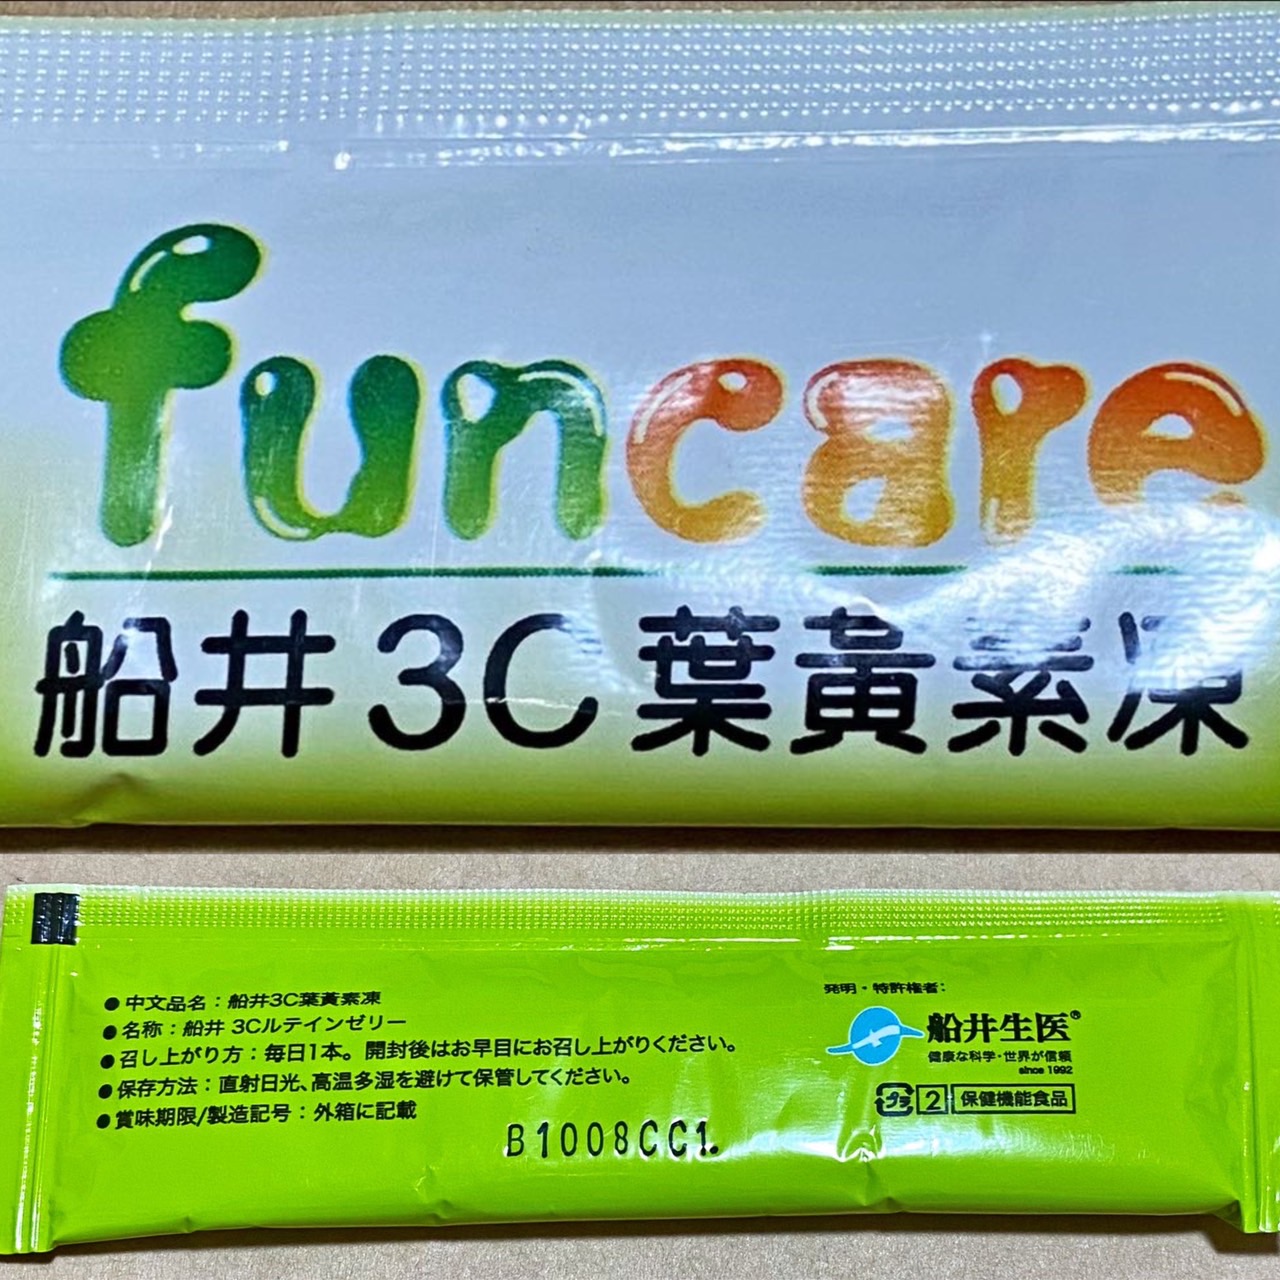 funcare
船井3C葉黃素凍
●中文品名：船井3C葉黃素凍
●名称：船井 3Cルテインゼリー
●召し上がり方：毎日1本。開封後はお早目にお召し上がりください。
●保存方法：直射日光、高温多湿を避けて保管してください。
●賞味期限/製造記号：外箱に記載
B1008CC1.
発明・特許権者：
船井生医®
健康な科学・世界が信頼
since 1992
プラ 2 保健機能食品